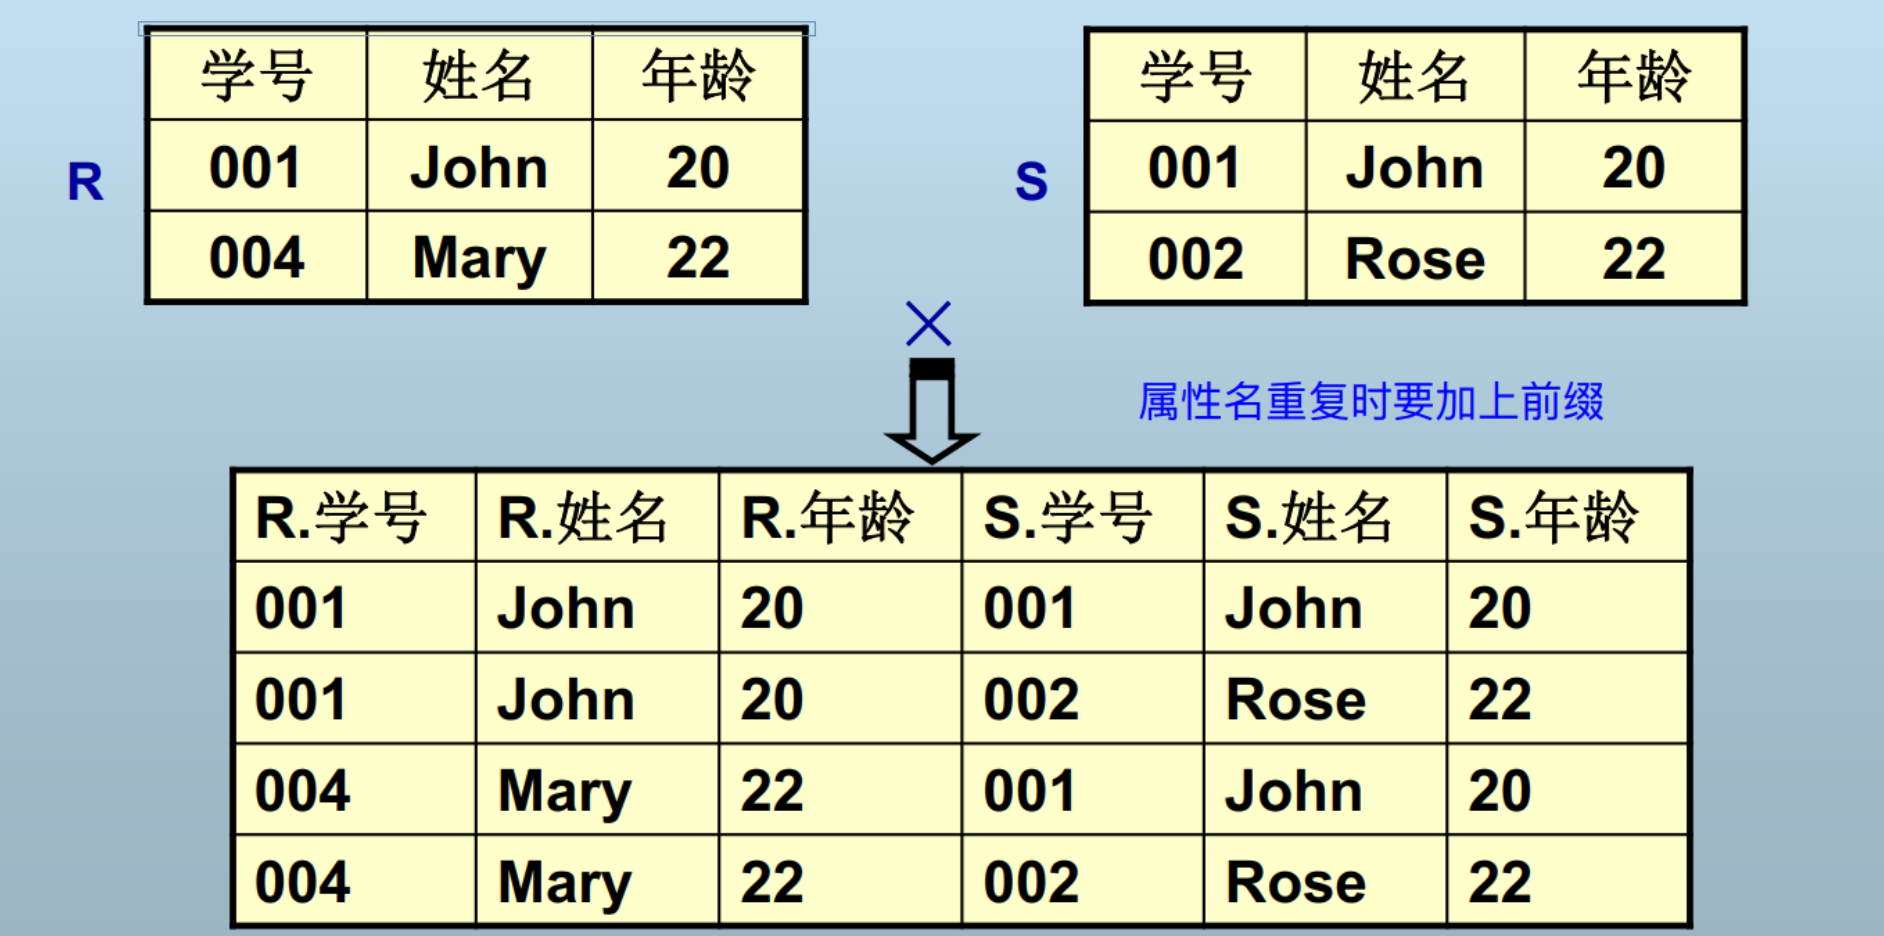 学号 姓名 年龄
R 001 John 20
004 Mary 22
学号 姓名 年龄
S 001 John 20
002 Rose 22
×
属性名重复时要加上前缀
R.学号 R.姓名 R.年龄 S.学号 S.姓名 S.年龄
001 John 20 001 John 20
001 John 20 002 Rose 22
004 Mary 22 001 John 20
004 Mary 22 002 Rose 22